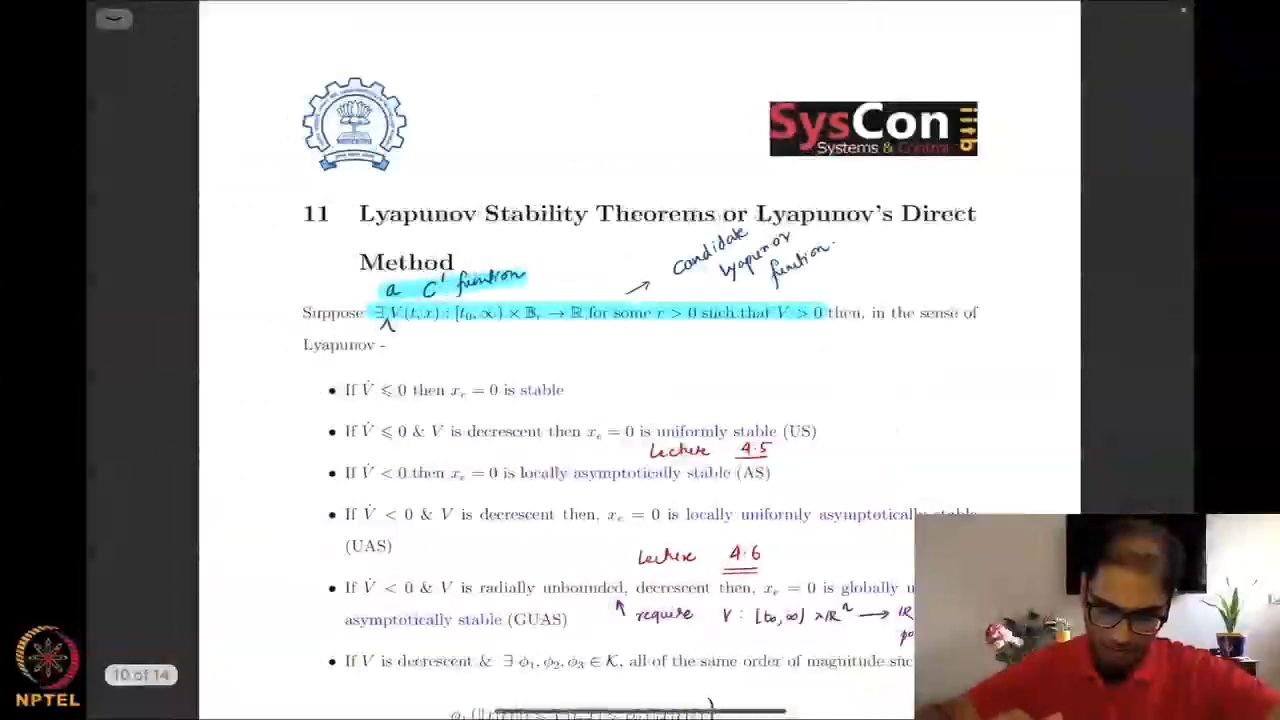 SysCon
iitb
Systems & Control
11 Lyapunov Stability Theorems or Lyapunov's Direct
Method
candidate
Lyapunov
function.
a C¹ function
Suppose ∃ V(t, x) : [t₀, ∞) × 𝔹ᵣ → ℝ for some r > 0 such that V > 0 then, in the sense of
Lyapunov -
• If V̇ ⩽ 0 then xₑ = 0 is stable
• If V̇ ⩽ 0 & V is decrescent then xₑ = 0 is uniformly stable (US)
Lecture 4.5
• If V̇ < 0 then xₑ = 0 is locally asymptotically stable (AS)
• If V̇ < 0 & V is decrescent then, xₑ = 0 is locally uniformly asymptotically stable
(UAS)
Lecture 4.6
• If V̇ < 0 & V is radially unbounded, decrescent then, xₑ = 0 is globally u
asymptotically stable (GUAS)
require V : [t₀, ∞) × ℝⁿ → ℝ
• If V is decrescent & ∃ ϕ₁, ϕ₂, ϕ₃ ∈ K, all of the same order of magnitude suc
10 of 14
NPTEL